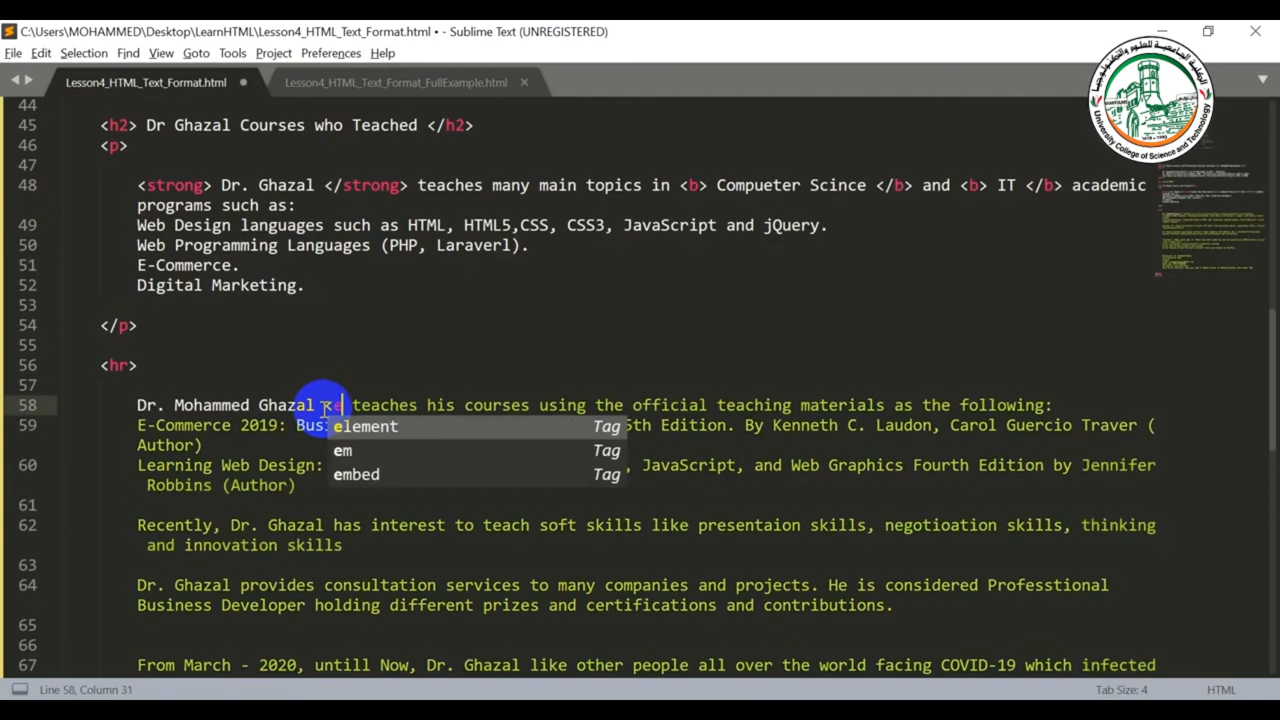 C:\Users\MOHAMMED\Desktop\LearnHTML\Lesson4_HTML_Text_Format.html • - Sublime Text (UNREGISTERED)
File Edit Selection Find View Goto Tools Project Preferences Help
Lesson4_HTML_Text_Format.html Lesson4_HTML_Text_Format_FullExample.html
University College of Science and Technology
44
45 <h2> Dr Ghazal Courses who Teached </h2>
46 <p>
47
48 <strong> Dr. Ghazal </strong> teaches many main topics in <b> Compueter Scince </b> and <b> IT </b> academic
programs such as:
49 Web Design languages such as HTML, HTML5,CSS, CSS3, JavaScript and jQuery.
50 Web Programming Languages (PHP, Laraverl).
51 E-Commerce.
52 Digital Marketing.
53
54 </p>
55
56 <hr>
57
58 Dr. Mohammed Ghazal <e teaches his courses using the official teaching materials as the following:
59 E-Commerce 2019: Busi 5th Edition. By Kenneth C. Laudon, Carol Guercio Traver (
Author)
element Tag
em Tag
embed Tag
60 Learning Web Design: , JavaScript, and Web Graphics Fourth Edition by Jennifer
Robbins (Author)
61
62 Recently, Dr. Ghazal has interest to teach soft skills like presentaion skills, negotioation skills, thinking
and innovation skills
63
64 Dr. Ghazal provides consultation services to many companies and projects. He is considered Professtional
Business Developer holding different prizes and certifications and contributions.
65
66
67 From March - 2020, untill Now, Dr. Ghazal like other people all over the world facing COVID-19 which infected
Line 58, Column 31 Tab Size: 4 HTML